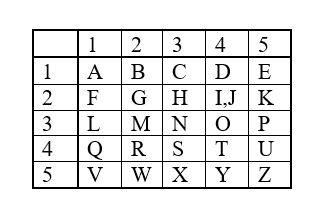 1 2 3 4 5
1 A B C D E
2 F G H I,J K
3 L M N O P
4 Q R S T U
5 V W X Y Z